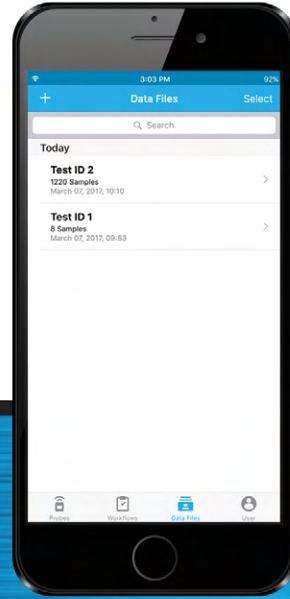 3:03 PM
92%
+
Data Files
Select
Search
Today
Test ID 2
1220 Samples
March 07, 2017, 10:10
Test ID 1
8 Samples
March 07, 2017, 09:53
Probes
Workflows
Data Files
User